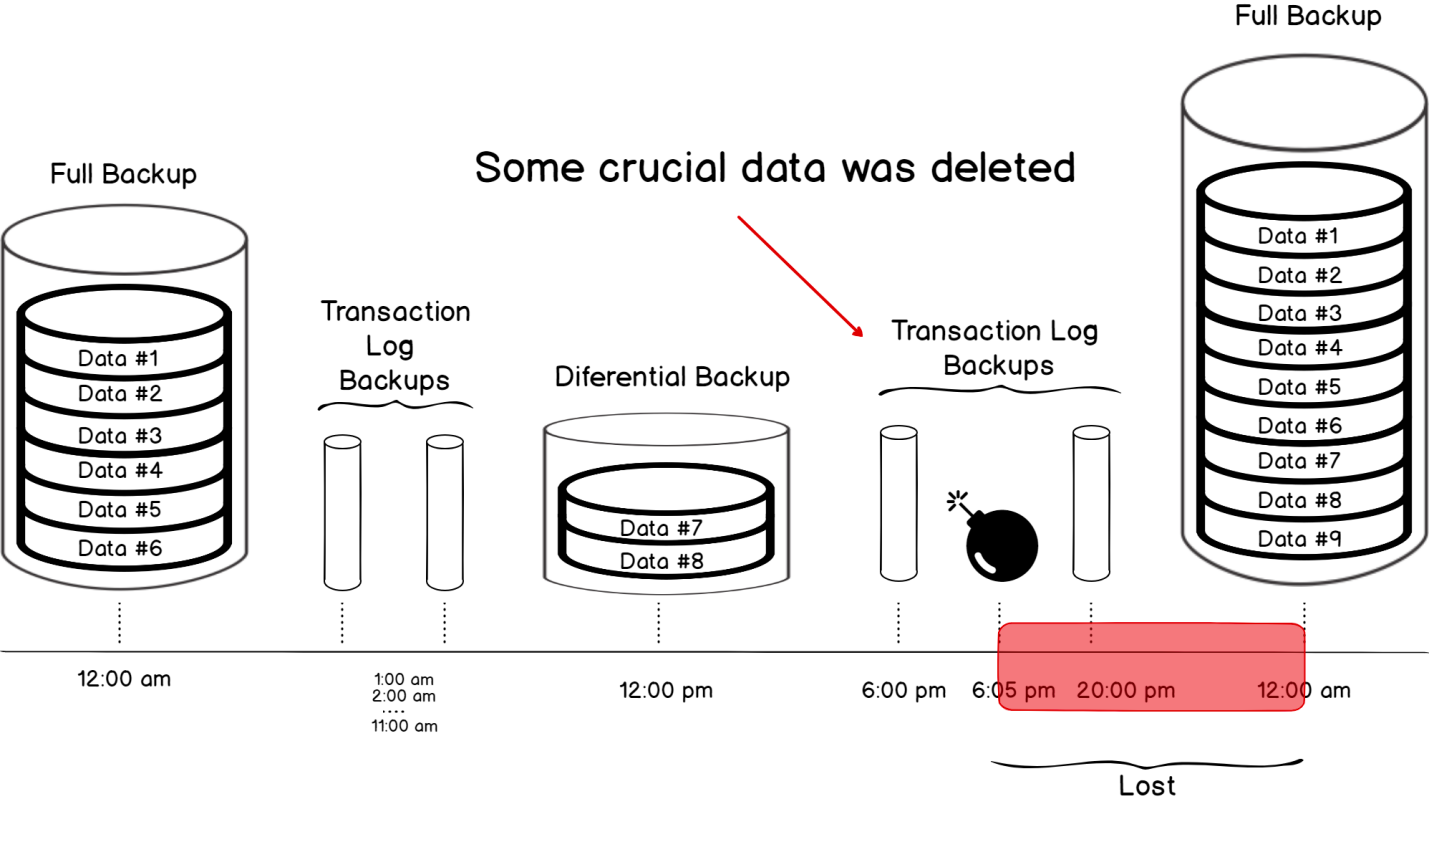 Full Backup
Full Backup
Some crucial data was deleted
Data #1
Data #2
Data #3
Data #4
Data #5
Data #6
Transaction
Log
Backups
Diferential Backup
Data #7
Data #8
Transaction Log
Backups
Data #1
Data #2
Data #3
Data #4
Data #5
Data #6
Data #7
Data #8
Data #9
12:00 am
1:00 am
2:00 am
.....
11:00 am
12:00 pm
6:00 pm
6:05 pm
20:00 pm
12:00 am
Lost